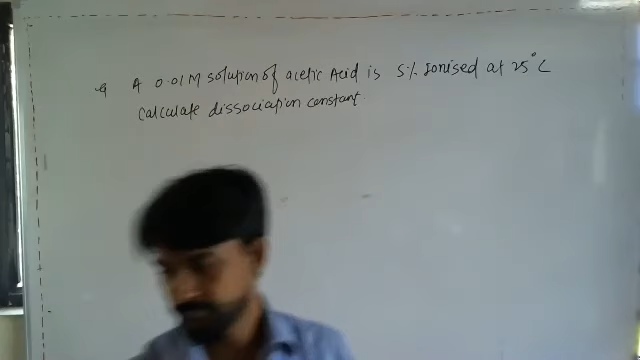 Q A 0.01 M solution of acetic Acid is 5% Ionised at 25°C
Calculate dissociation constant.